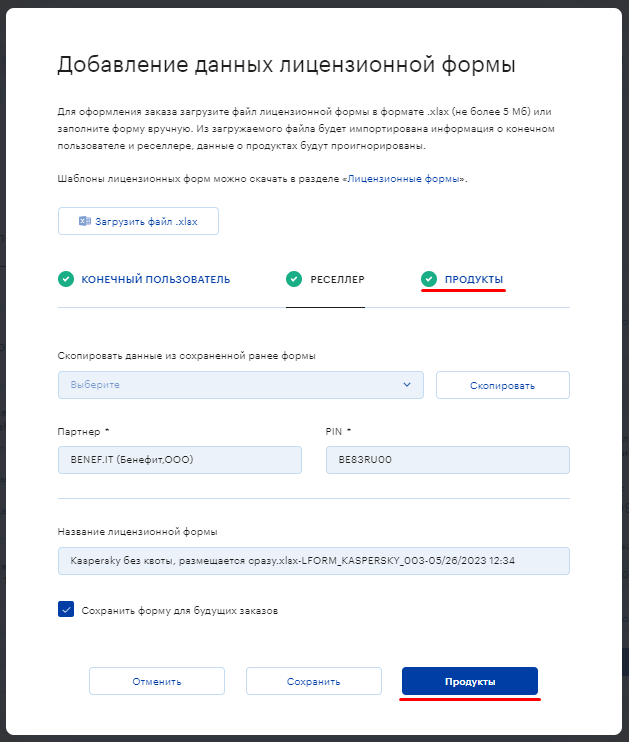 Добавление данных лицензионной формы
Для оформления заказа загрузите файл лицензионной формы в формате .xlsx (не более 5 Мб) или
заполните форму вручную. Из загружаемого файла будет импортирована информация о конечном
пользователе и реселлере, данные о продуктах будут проигнорированы.
Шаблоны лицензионных форм можно скачать в разделе «Лицензионные формы».
Загрузить файл .xlsx
КОНЕЧНЫЙ ПОЛЬЗОВАТЕЛЬ РЕСЕЛЛЕР ПРОДУКТЫ
Скопировать данные из сохраненной ранее формы
Выберите Скопировать
Партнер * PIN *
BENEF.IT (Бенефит,ООО) BE83RU00
Название лицензионной формы
Kaspersky без квоты, размещается сразу.xlsx-LFORM_KASPERSKY_003-05/26/2023 12:34
Сохранить форму для будущих заказов
Отменить Сохранить Продукты